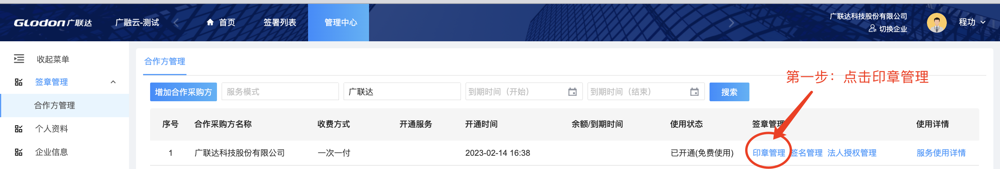 GLodon广联达
广融云-测试
首页
签署列表
管理中心
广联达科技股份有限公司
切换企业
程功
收起菜单
签章管理
合作方管理
个人资料
企业信息
合作方管理
第一步：点击印章管理
增加合作采购方
服务模式
广联达
到期时间（开始）
到期时间（结束）
搜索
序号 合作采购方名称 收费方式 开通服务 开通时间 余额/到期时间 使用状态 签章管理 使用详情
1 广联达科技股份有限公司 一次一付 2023-02-14 16:38 已开通(免费使用) 印章管理 签名管理 法人授权管理 服务使用详情